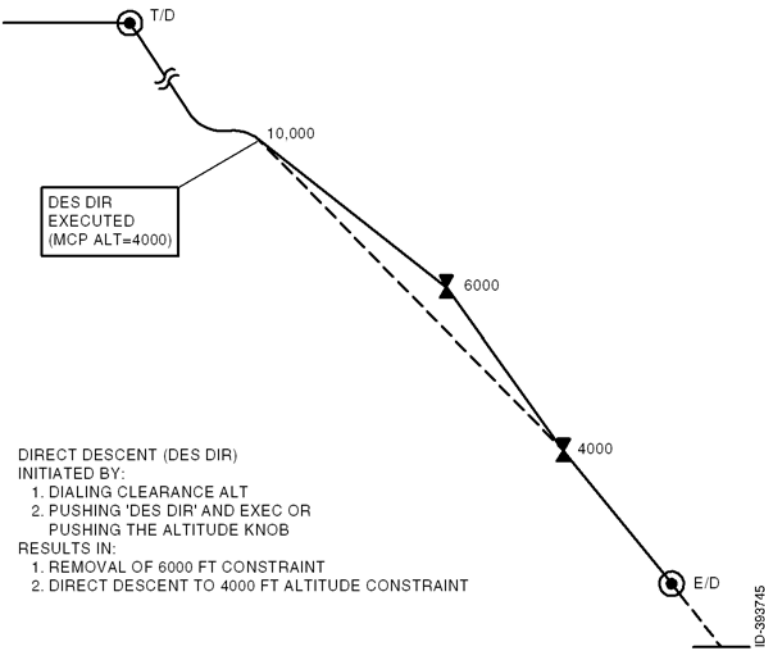 T/D
10,000
DES DIR
EXECUTED
(MCP ALT=4000)
6000
4000
DIRECT DESCENT (DES DIR)
INITIATED BY:
1. DIALING CLEARANCE ALT
2. PUSHING 'DES DIR' AND EXEC OR
PUSHING THE ALTITUDE KNOB
RESULTS IN:
1. REMOVAL OF 6000 FT CONSTRAINT
2. DIRECT DESCENT TO 4000 FT ALTITUDE CONSTRAINT
E/D
ID-393745